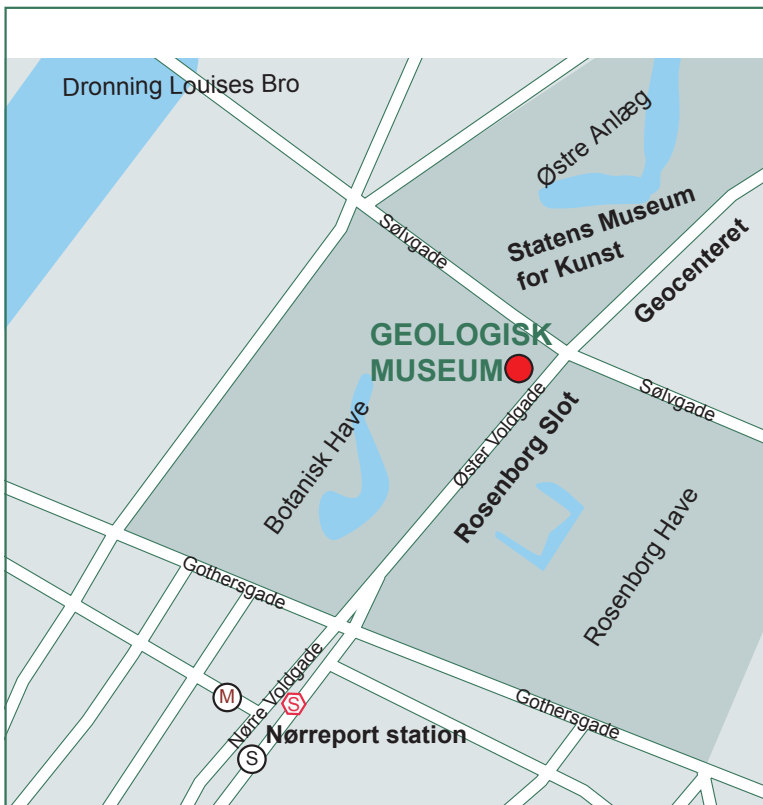 Dronning Louises Bro
Østre Anlæg
Sølvgade
Statens Museum
for Kunst
Geocenteret
GEOLOGISK
MUSEUM
Sølvgade
Botanisk Have
Øster Voldgade
Rosenborg Slot
Rosenborg Have
Gothersgade
Nørre Voldgade
M
S
Gothersgade
Nørreport station
S